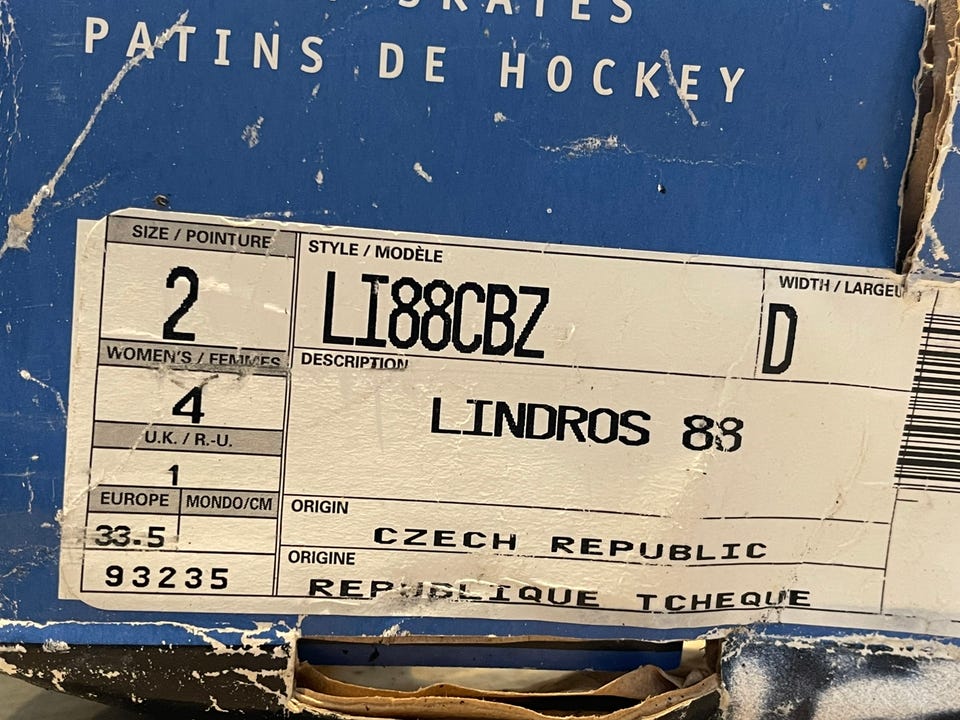 SKATES
PATINS DE HOCKEY
SIZE / POINTURE
2
WOMEN'S / FEMMES
4
U.K. / R.-U.
1
EUROPE MONDO/CM
33.5
93235
STYLE / MODÈLE
LI88CBZ
WIDTH / LARGEU
D
DESCRIPTION
LINDROS 88
ORIGIN
CZECH REPUBLIC
ORIGINE
REPUBLIQUE TCHEQUE